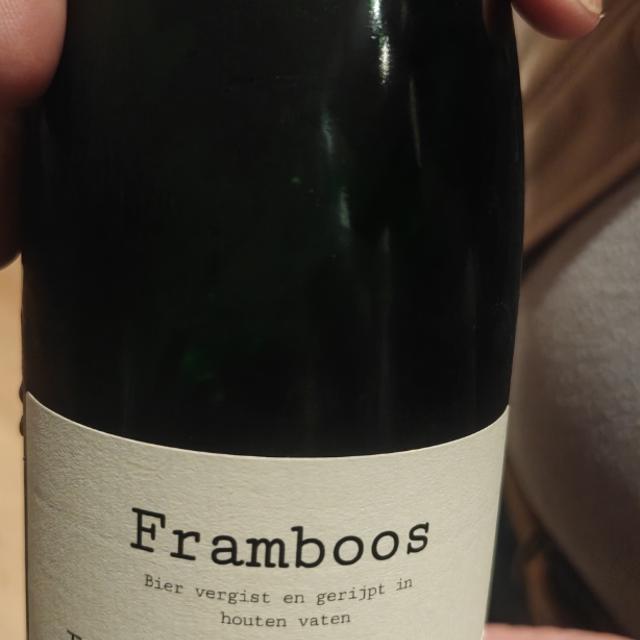 Framboos
Bier vergist en gerijpt in
houten vaten